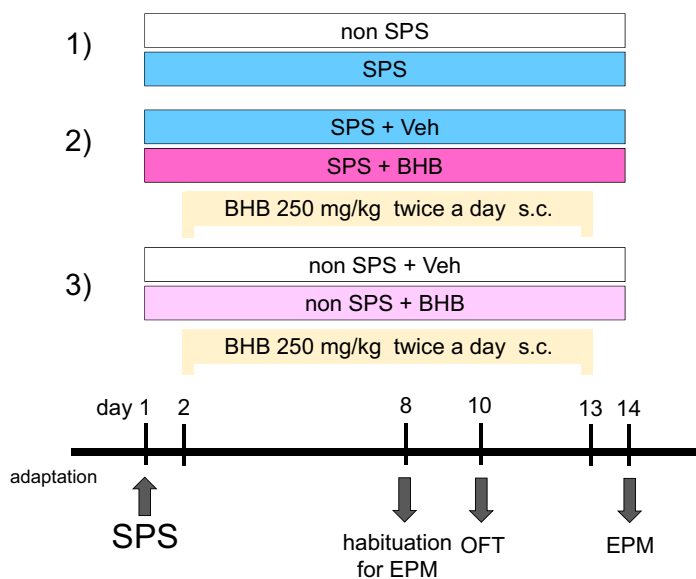 1)
non SPS
SPS
2)
SPS + Veh
SPS + BHB
BHB 250 mg/kg twice a day s.c.
3)
non SPS + Veh
non SPS + BHB
BHB 250 mg/kg twice a day s.c.
day 1 2 8 10 13 14
adaptation
SPS
habituation
for EPM
OFT
EPM